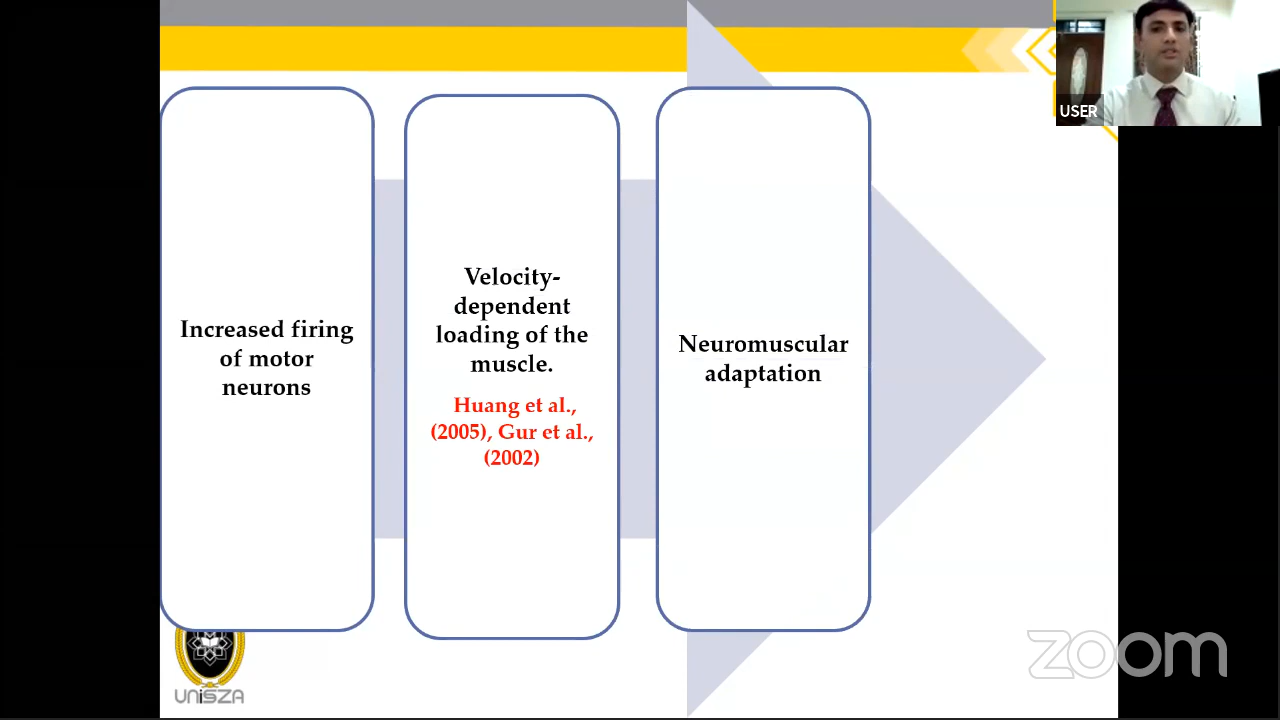 USER
Increased firing
of motor
neurons
Velocity-
dependent
loading of the
muscle.
Huang et al.,
(2005), Gur et al.,
(2002)
Neuromuscular
adaptation
UNiSZA
zoom